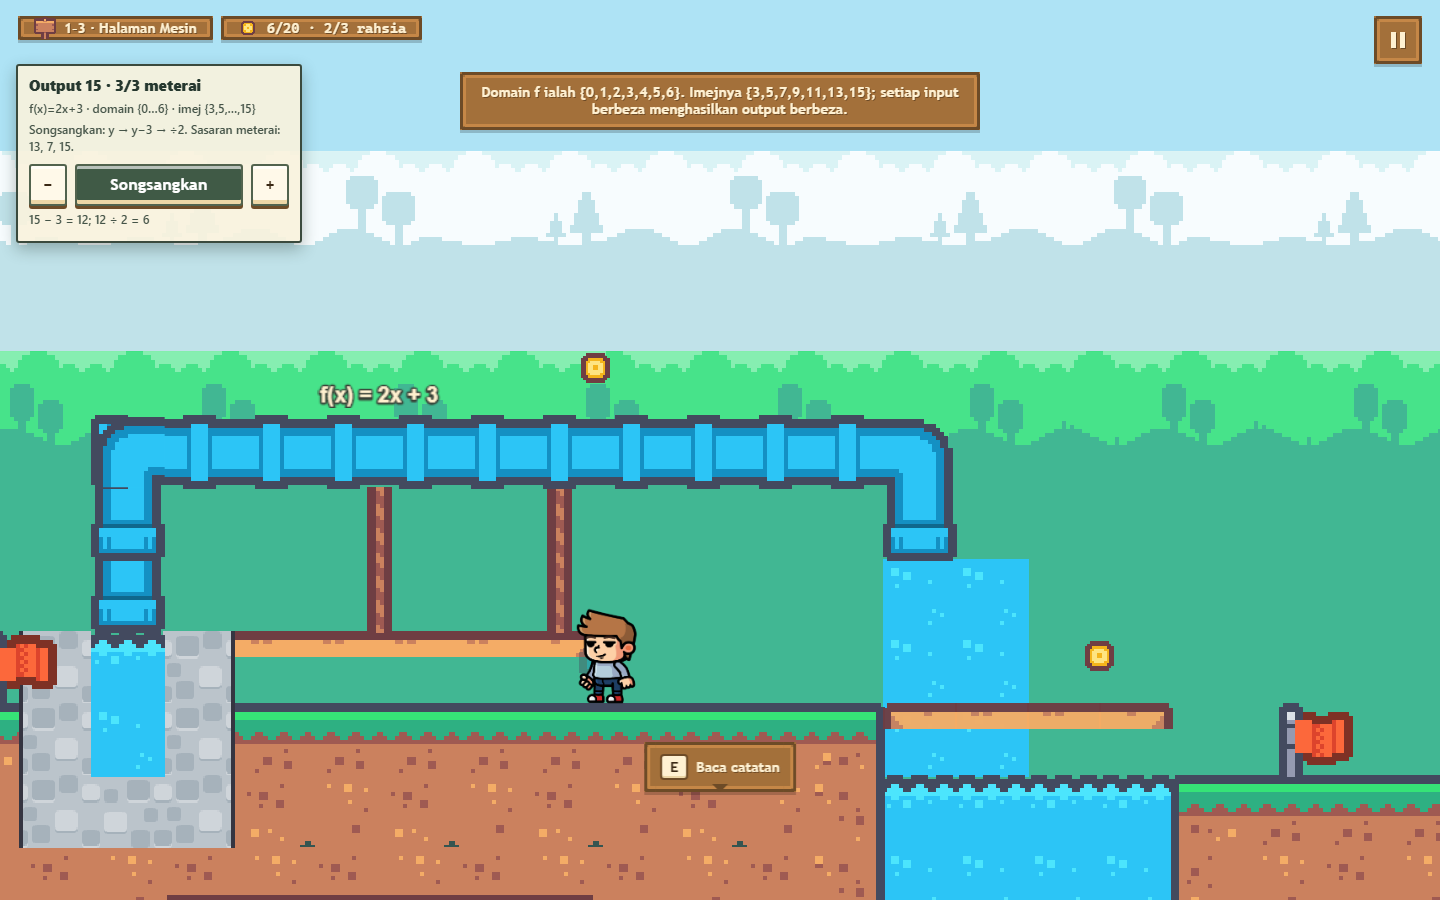 1-3 · Halaman Mesin
6/20 · 2/3 rahsia
Output 15 · 3/3 meterai
f(x)=2x+3 · domain {0...6} · imej {3,5,...,15}
Songsangkan: y → y−3 → ÷2. Sasaran meterai:
13, 7, 15.
−
Songsangkan
+
15 − 3 = 12; 12 ÷ 2 = 6
Domain f ialah {0,1,2,3,4,5,6}. Imejnya {3,5,7,9,11,13,15}; setiap input
berbeza menghasilkan output berbeza.
f(x) = 2x + 3
E Baca catatan